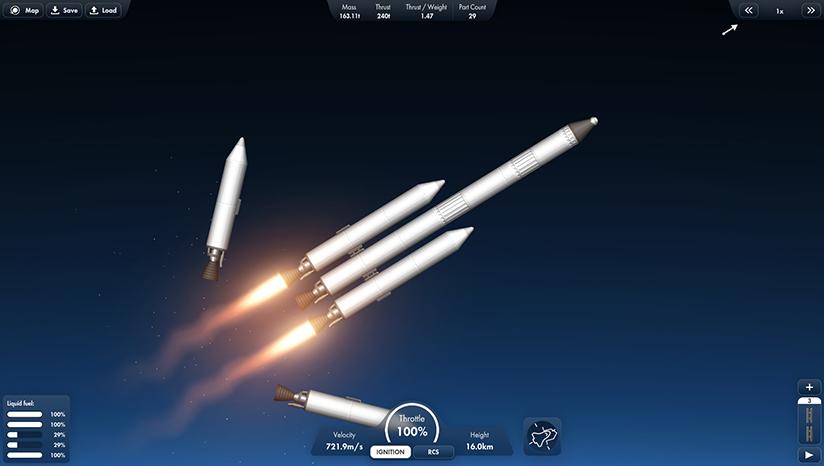 Map
Save
Load
Mass
163.11t
Thrust
240t
Thrust / Weight
1.47
Part Count
29
1x
Liquid fuel:
100%
100%
29%
29%
100%
Throttle
100%
Velocity
721.9m/s
IGNITION
RCS
Height
16.0km
3